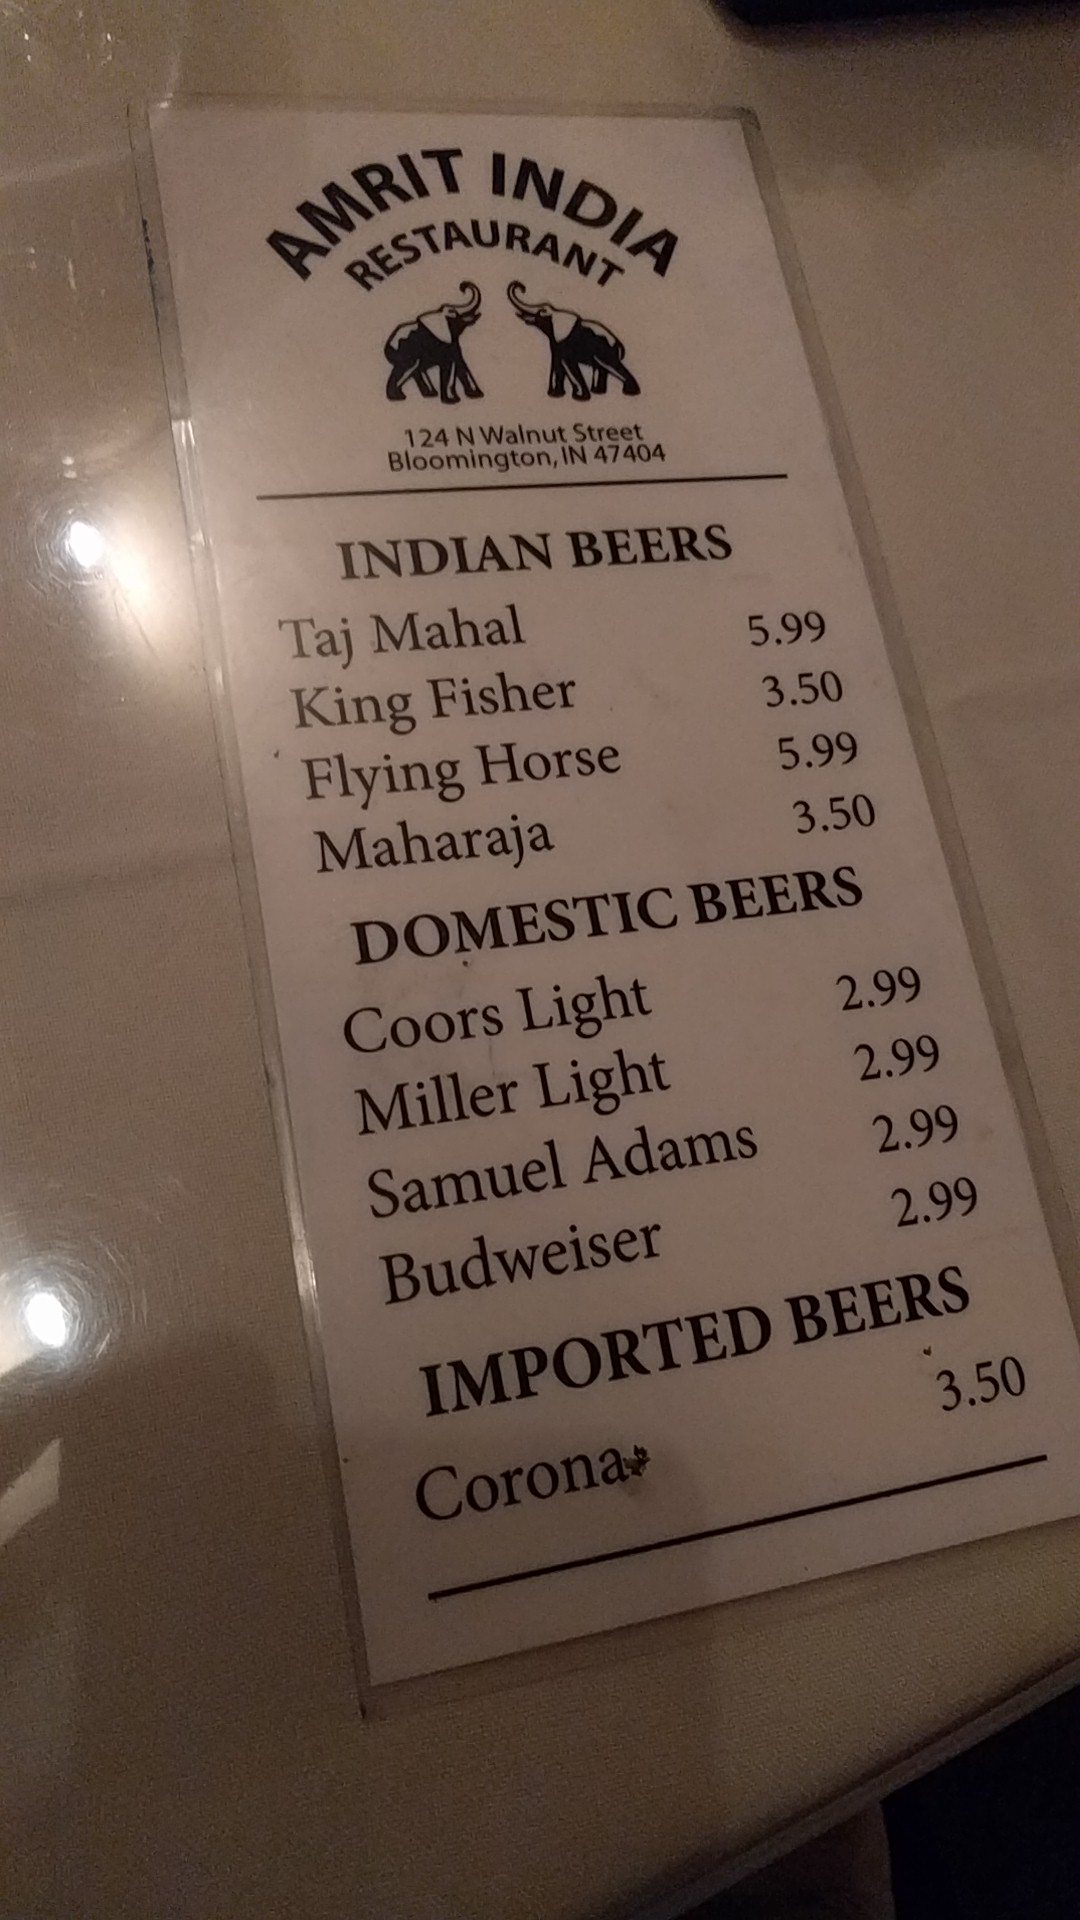 AMRIT INDIA
RESTAURANT
124 N Walnut Street
Bloomington, IN 47404
INDIAN BEERS
Taj Mahal 5.99
King Fisher 3.50
Flying Horse 5.99
Maharaja 3.50
DOMESTIC BEERS
Coors Light 2.99
Miller Light 2.99
Samuel Adams 2.99
Budweiser 2.99
IMPORTED BEERS
Corona 3.50